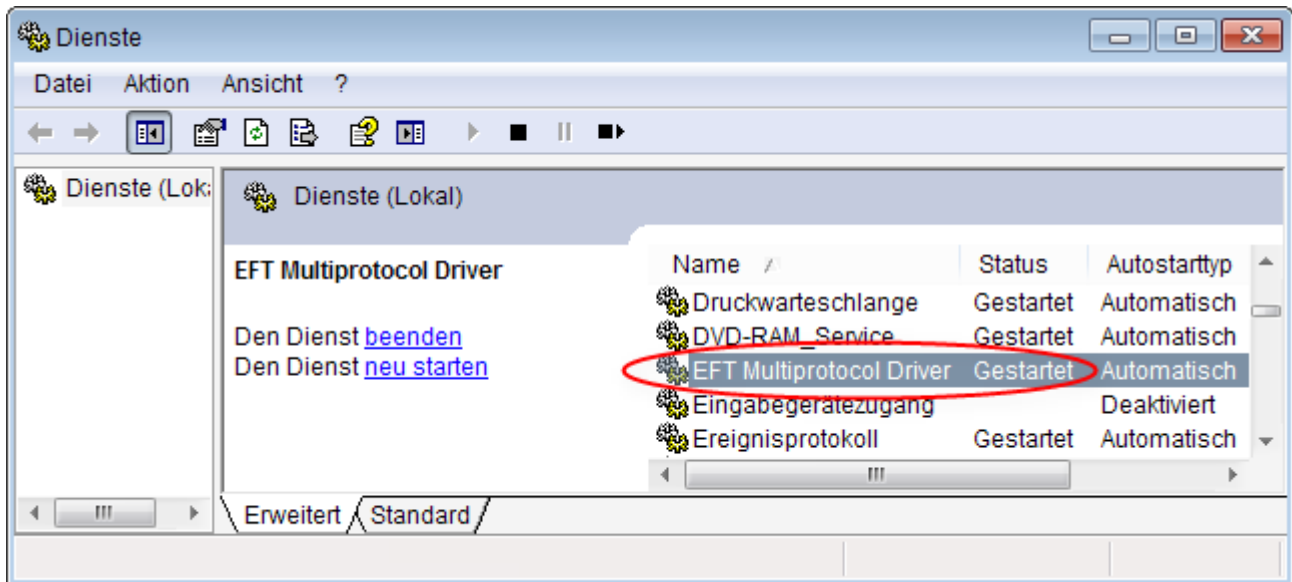 Dienste
Datei Aktion Ansicht ?
Dienste (Lok
Dienste (Lokal)
EFT Multiprotocol Driver
Den Dienst beenden
Den Dienst neu starten
Name Status Autostarttyp
Druckwarteschlange Gestartet Automatisch
DVD-RAM_Service Gestartet Automatisch
EFT Multiprotocol Driver Gestartet Automatisch
Eingabegerätezugang Deaktiviert
Ereignisprotokoll Gestartet Automatisch
Erweitert Standard